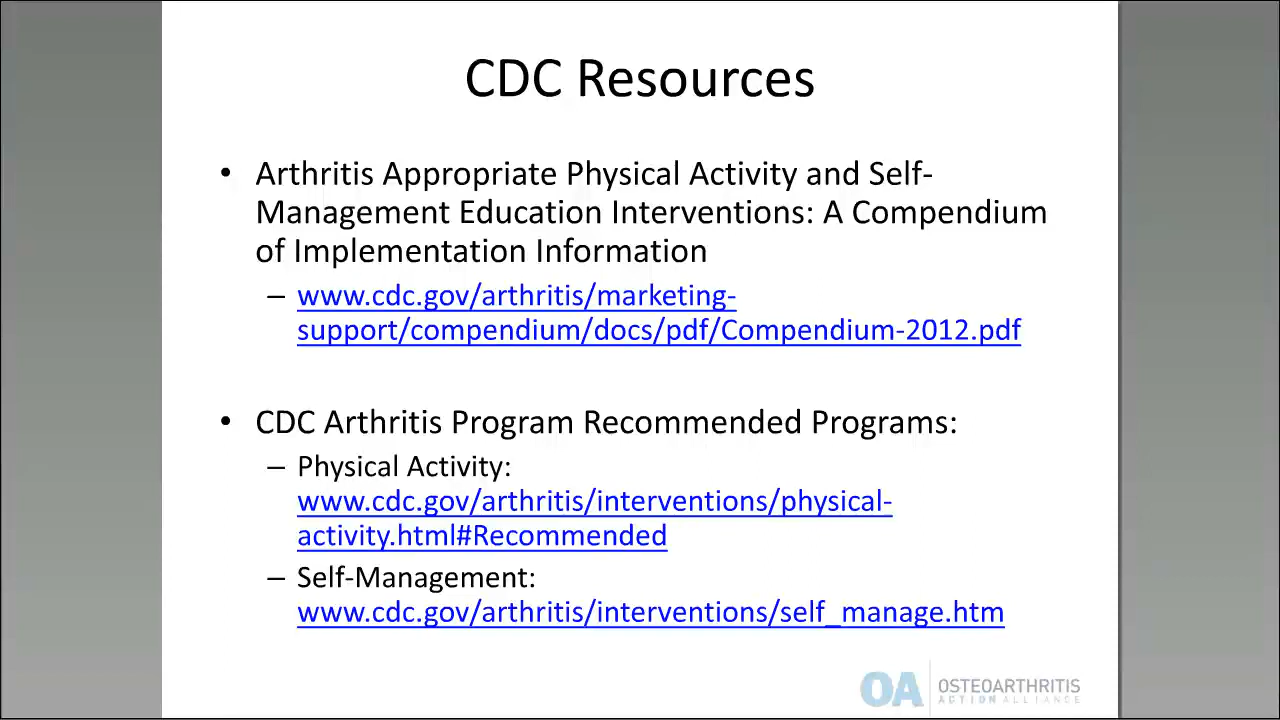 CDC Resources
• Arthritis Appropriate Physical Activity and Self-
Management Education Interventions: A Compendium
of Implementation Information
– www.cdc.gov/arthritis/marketing-
support/compendium/docs/pdf/Compendium-2012.pdf
• CDC Arthritis Program Recommended Programs:
– Physical Activity:
www.cdc.gov/arthritis/interventions/physical-
activity.html#Recommended
– Self-Management:
www.cdc.gov/arthritis/interventions/self_manage.htm
OA OSTEOARTHRITIS
ACTION ALLIANCE